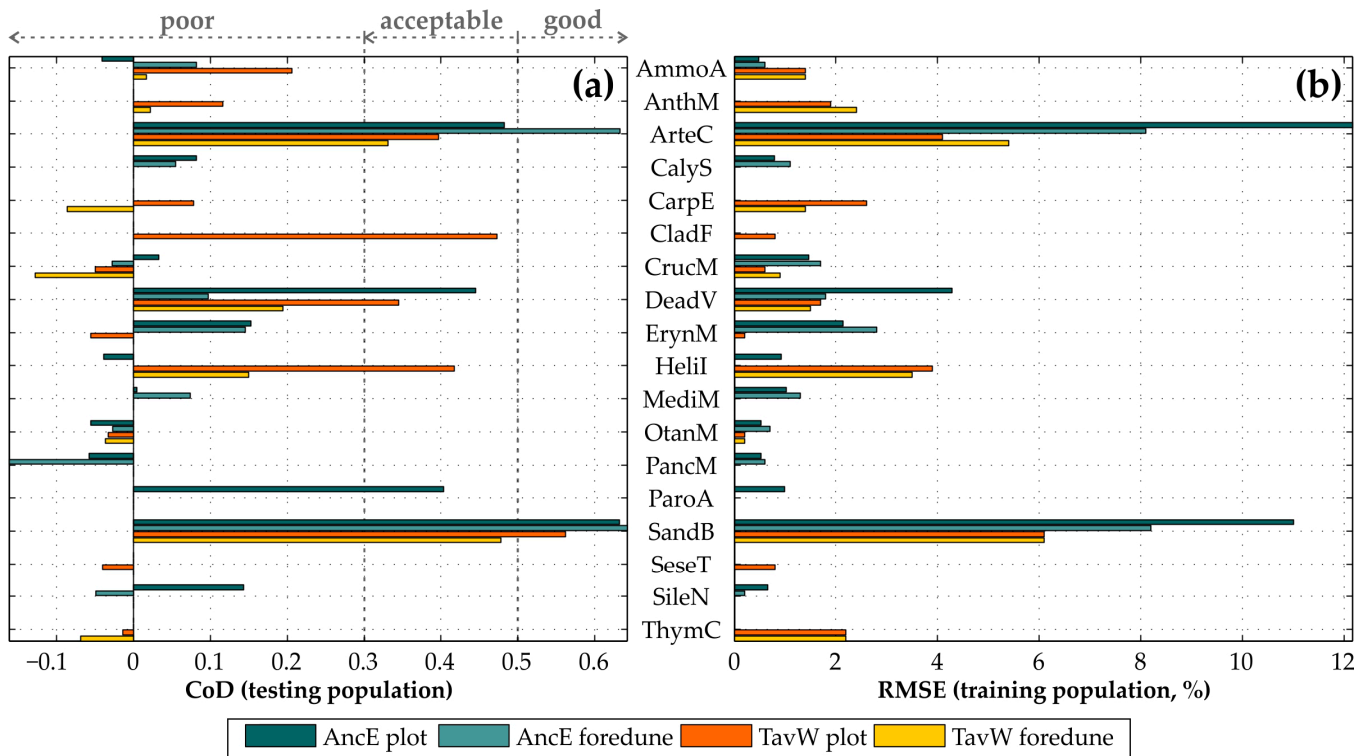 poor acceptable good
(a) (b)
AmmoA
AnthM
ArteC
CalyS
CarpE
CladF
CrucM
DeadV
ErynM
HeliI
MediM
OtanM
PancM
ParoA
SandB
SeseT
SileN
ThymC
−0.1 0 0.1 0.2 0.3 0.4 0.5 0.6 0 2 4 6 8 10 12
CoD (testing population) RMSE (training population, %)
AncE plot AncE foredune TavW plot TavW foredune